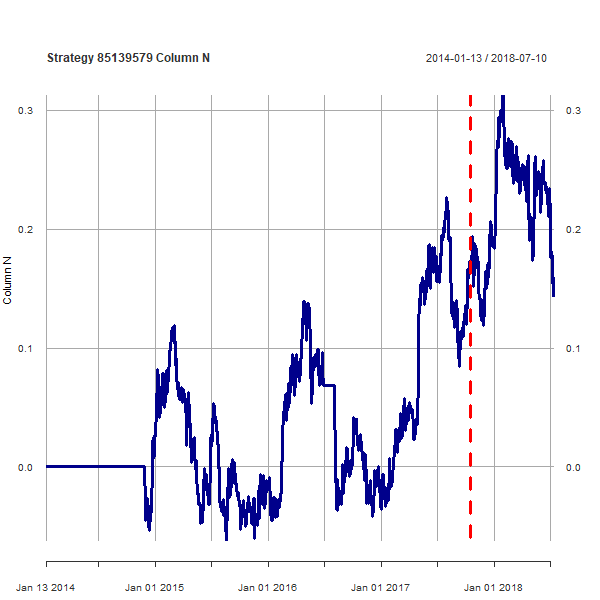 Strategy 85139579 Column N
2014-01-13 / 2018-07-10
Column N
0.3
0.3
0.2
0.2
0.1
0.1
0.0
0.0
Jan 13 2014
Jan 01 2015
Jan 01 2016
Jan 01 2017
Jan 01 2018